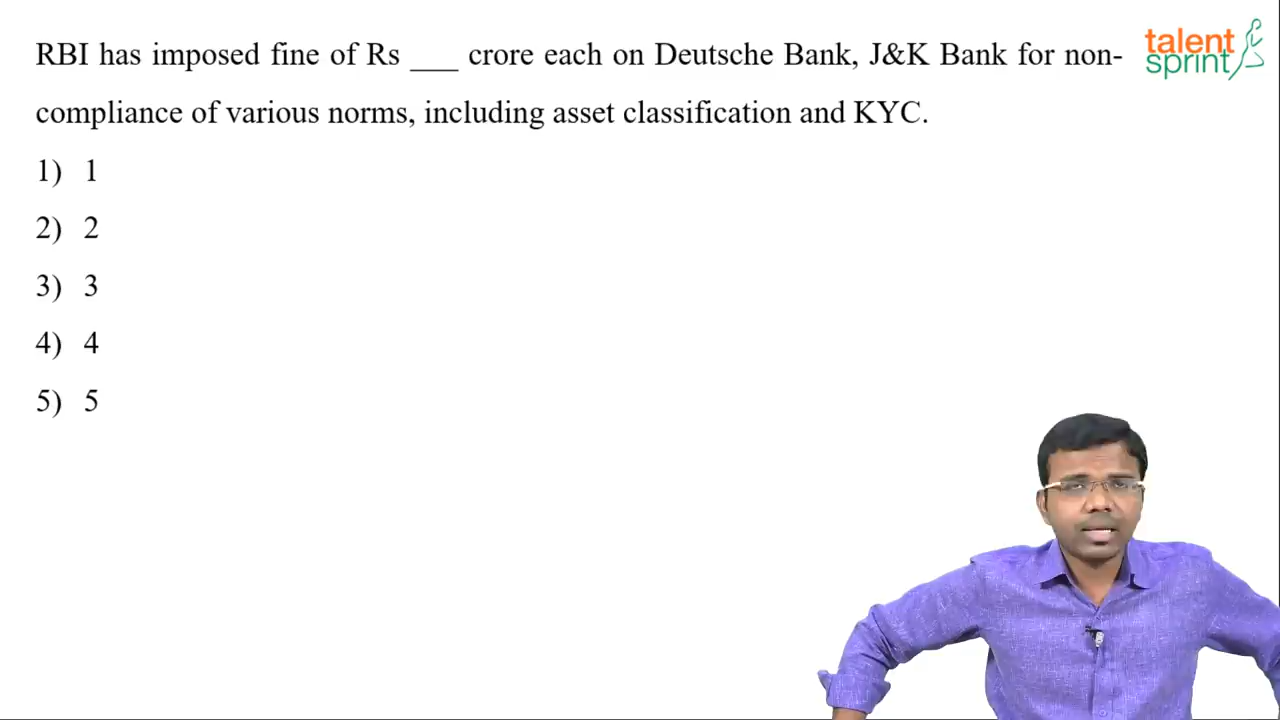 RBI has imposed fine of Rs ___ crore each on Deutsche Bank, J&K Bank for non-
compliance of various norms, including asset classification and KYC.
1) 1
2) 2
3) 3
4) 4
5) 5
talent
sprint